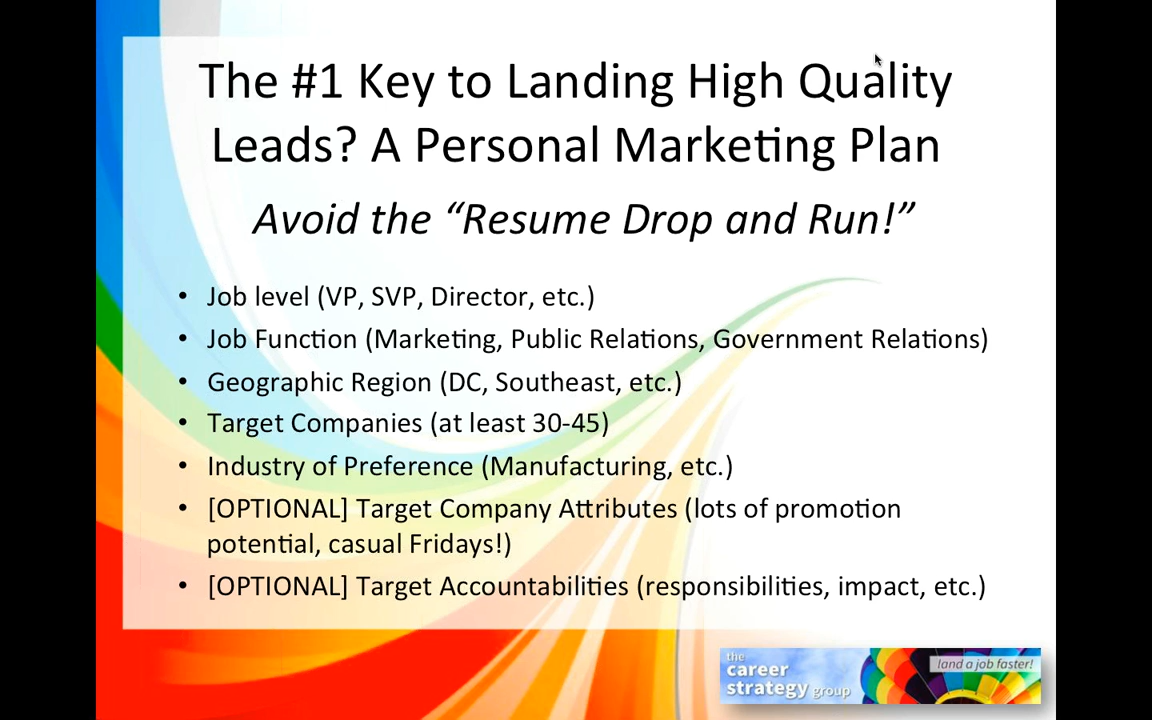 The #1 Key to Landing High Quality
Leads? A Personal Marketing Plan
Avoid the “Resume Drop and Run!”
• Job level (VP, SVP, Director, etc.)
• Job Function (Marketing, Public Relations, Government Relations)
• Geographic Region (DC, Southeast, etc.)
• Target Companies (at least 30-45)
• Industry of Preference (Manufacturing, etc.)
• [OPTIONAL] Target Company Attributes (lots of promotion
potential, casual Fridays!)
• [OPTIONAL] Target Accountabilities (responsibilities, impact, etc.)
the
career
strategy group
land a job faster!